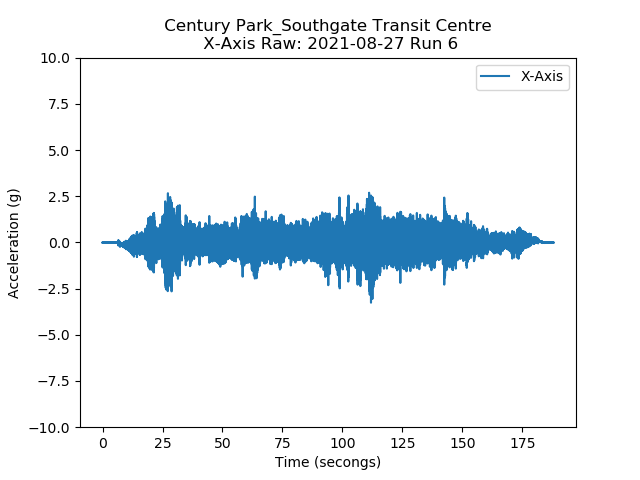 Century Park_Southgate Transit Centre
X-Axis Raw: 2021-08-27 Run 6
X-Axis
10.0
7.5
5.0
2.5
0.0
−2.5
−5.0
−7.5
−10.0
Acceleration (g)
0 25 50 75 100 125 150 175
Time (secongs)